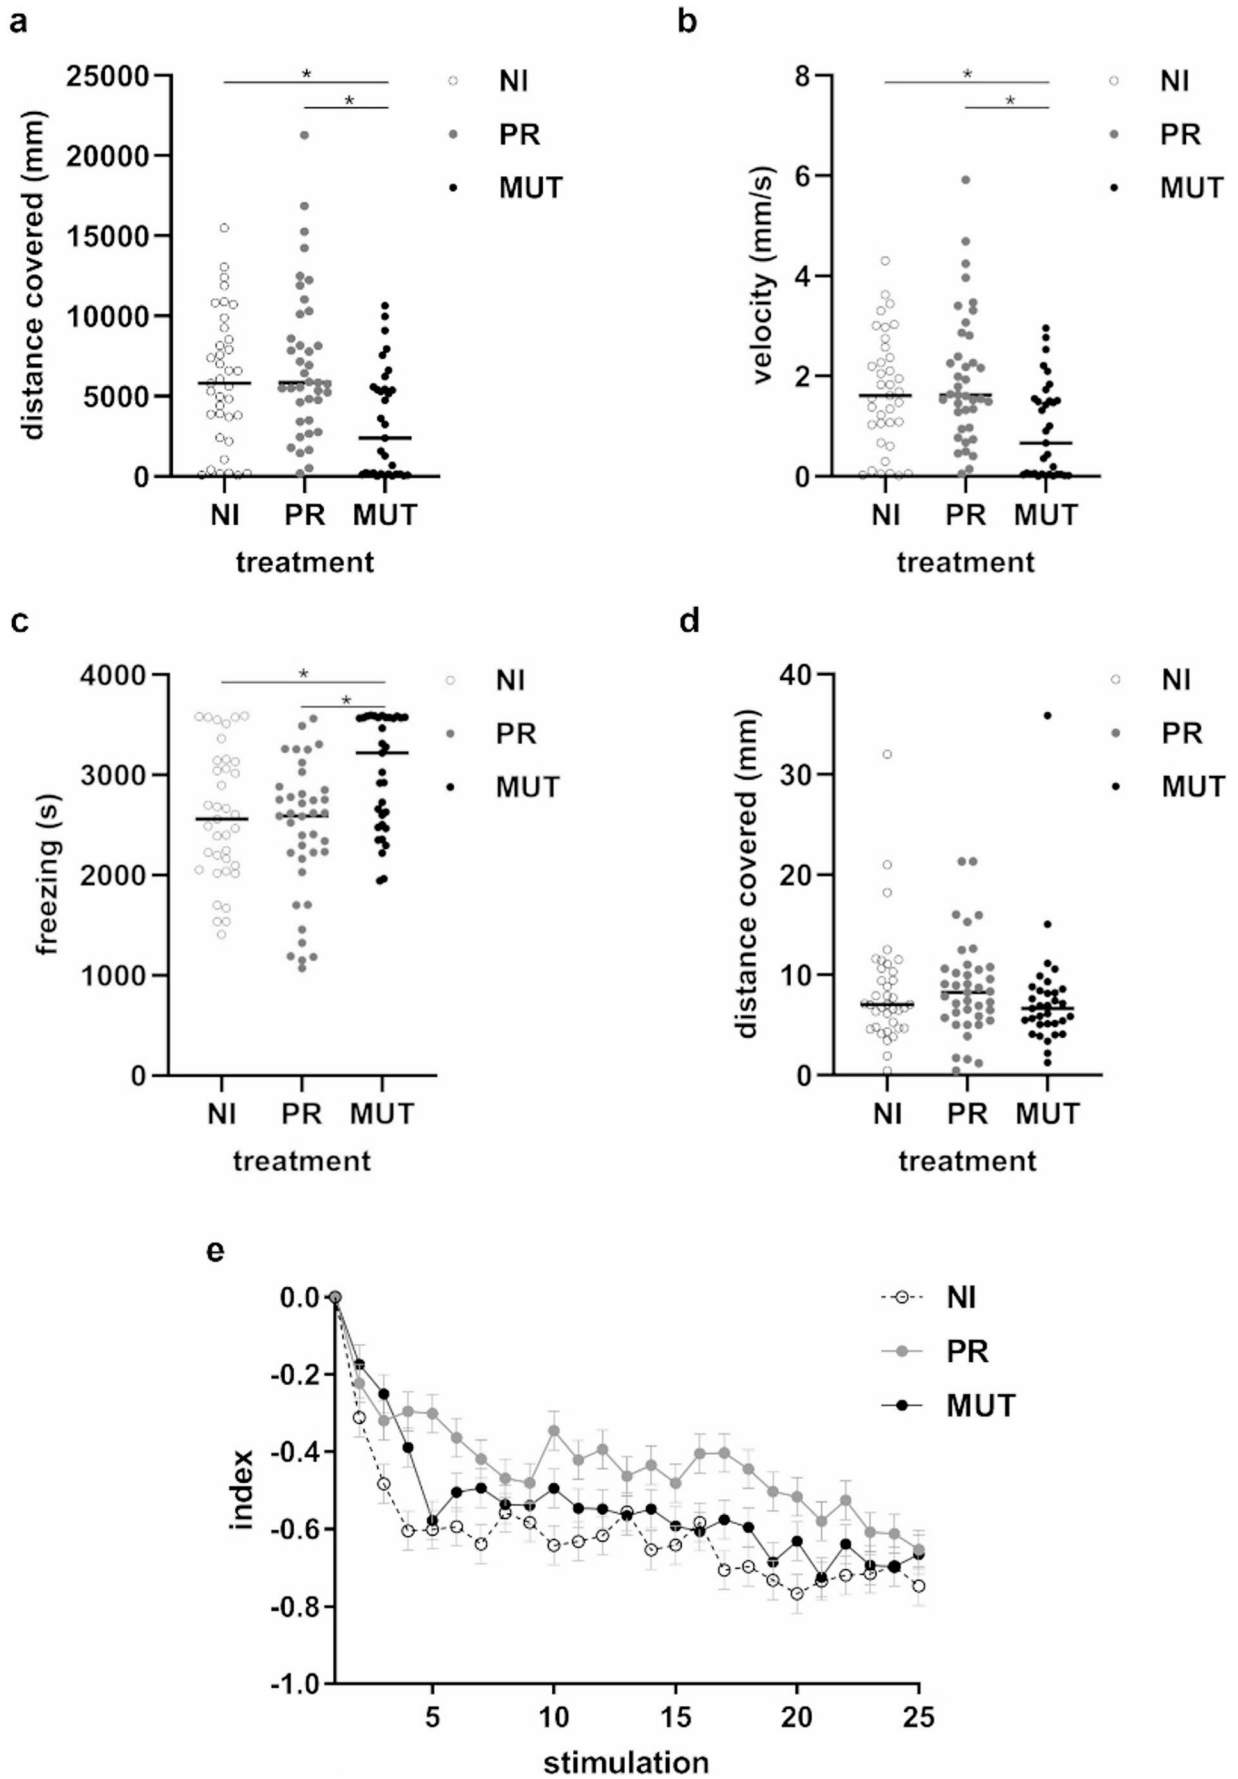 a
distance covered (mm)
25000
20000
15000
10000
5000
0
*
*
NI
PR
MUT
NI PR MUT
treatment
b
velocity (mm/s)
8
6
4
2
0
*
*
NI
PR
MUT
NI PR MUT
treatment
c
freezing (s)
4000
3000
2000
1000
0
*
*
NI
PR
MUT
NI PR MUT
treatment
d
distance covered (mm)
40
30
20
10
0
NI
PR
MUT
NI PR MUT
treatment
e
index
0.0
-0.2
-0.4
-0.6
-0.8
-1.0
NI
PR
MUT
5 10 15 20 25
stimulation